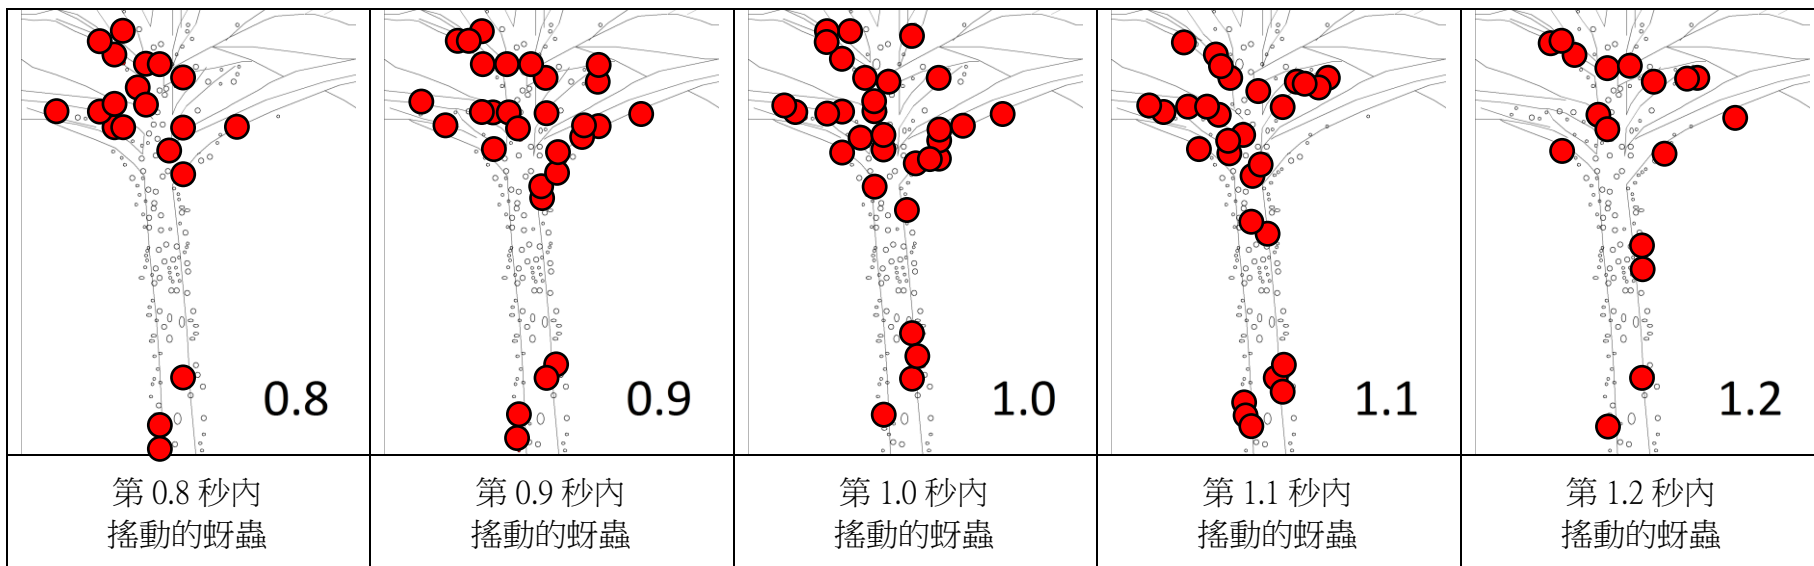 0.8
0.9
1.0
1.1
1.2
第 0.8 秒內
搖動的蚜蟲
第 0.9 秒內
搖動的蚜蟲
第 1.0 秒內
搖動的蚜蟲
第 1.1 秒內
搖動的蚜蟲
第 1.2 秒內
搖動的蚜蟲